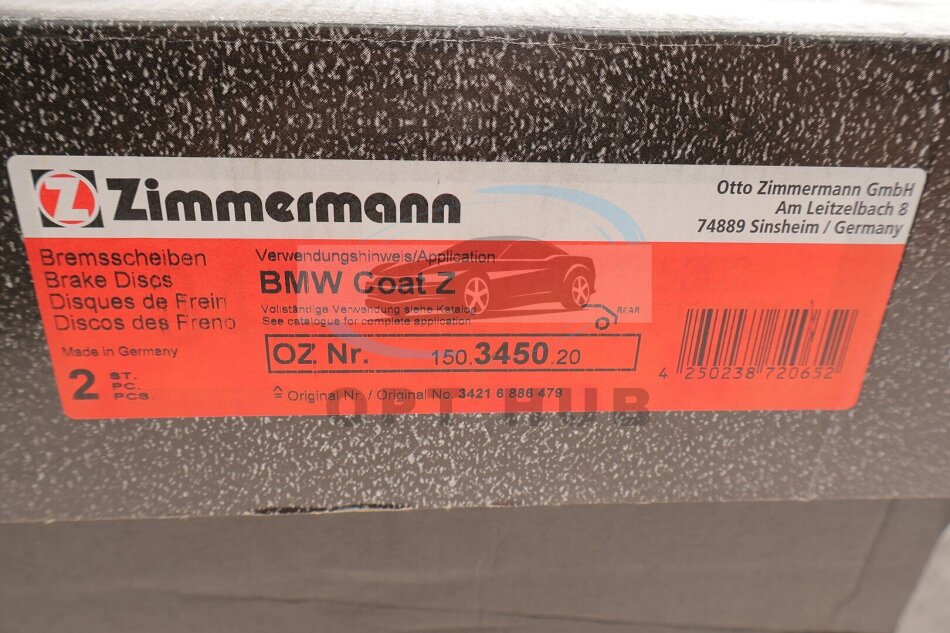 Z Zimmermann
Otto Zimmermann GmbH
Am Leitzelbach 8
74889 Sinsheim / Germany
Bremsscheiben
Brake Discs
Disques de Frein
Discos des Freno
Made in Germany
2 ST.
PC.
PCS.
Verwendungshinweis/Application
BMW Coat Z
Vollständige Verwendung siehe Katalog
See catalogue for complete application
REAR
OZ Nr. 150.3450.20
≙ Original Nr. / Original No. 3421 6 886 479
4 250238 720652
OPT HUB